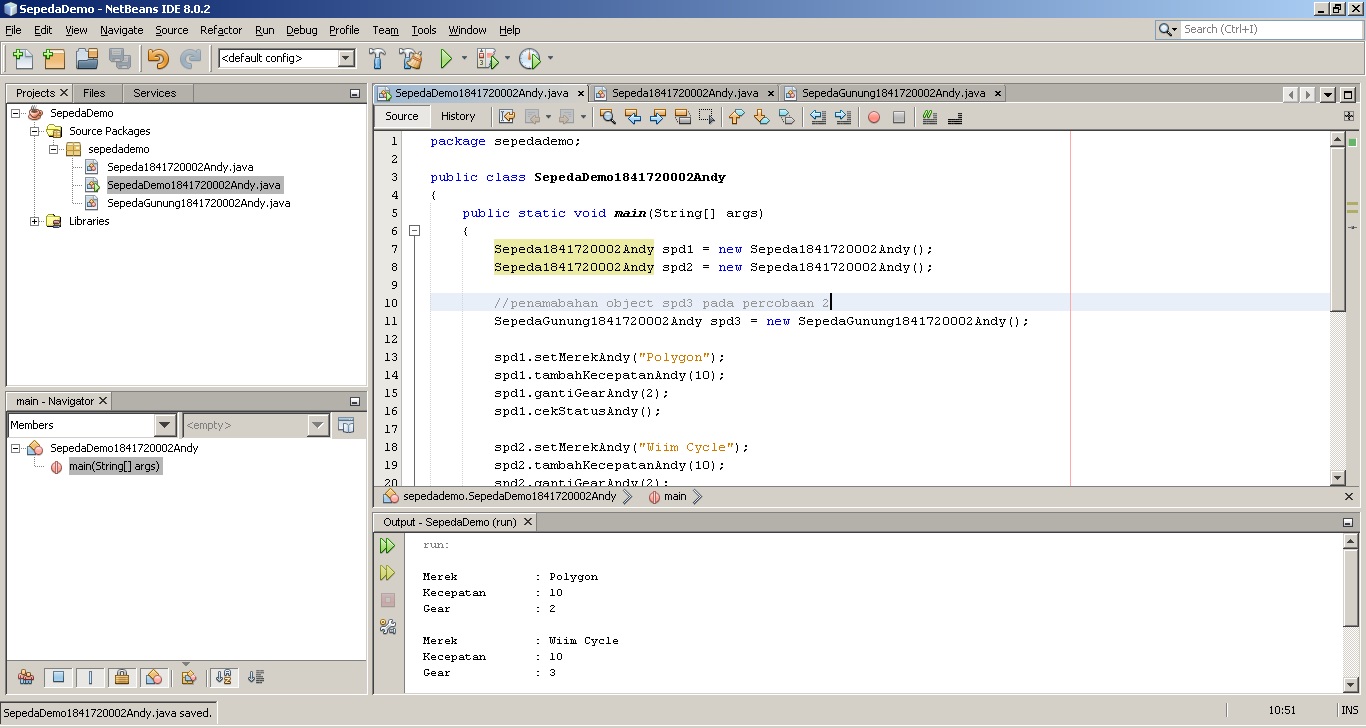 SepedaDemo - NetBeans IDE 8.0.2
File Edit View Navigate Source Refactor Run Debug Profile Team Tools Window Help
Search (Ctrl+I)
<default config>
Projects Files Services
SepedaDemo
Source Packages
sepedademo
Sepeda1841720002Andy.java
SepedaDemo1841720002Andy.java
SepedaGunung1841720002Andy.java
Libraries
main - Navigator
Members <empty>
SepedaDemo1841720002Andy
main(String[] args)
SepedaDemo1841720002Andy.java Sepeda1841720002Andy.java SepedaGunung1841720002Andy.java
Source History
1 package sepedademo;
2
3 public class SepedaDemo1841720002Andy
4 {
5 public static void main(String[] args)
6 {
7 Sepeda1841720002Andy spd1 = new Sepeda1841720002Andy();
8 Sepeda1841720002Andy spd2 = new Sepeda1841720002Andy();
9
10 //penamabahan object spd3 pada percobaan 2
11 SepedaGunung1841720002Andy spd3 = new SepedaGunung1841720002Andy();
12
13 spd1.setMerekAndy("Polygon");
14 spd1.tambahKecepatanAndy(10);
15 spd1.gantiGearAndy(2);
16 spd1.cekStatusAndy();
17
18 spd2.setMerekAndy("Wiim Cycle");
19 spd2.tambahKecepatanAndy(10);
20 spd2.gantiGearAndy(2);
sepedademo.SepedaDemo1841720002Andy main
Output - SepedaDemo (run)
run:
Merek : Polygon
Kecepatan : 10
Gear : 2
Merek : Wiim Cycle
Kecepatan : 10
Gear : 3
SepedaDemo1841720002Andy.java saved.
10:51 INS